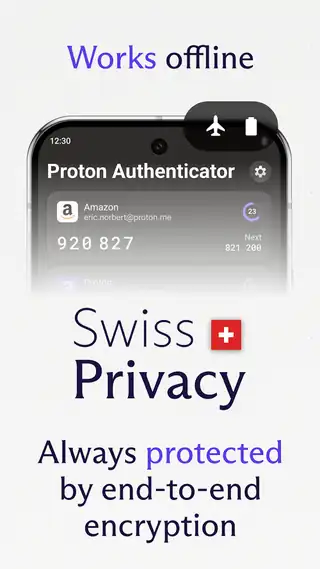 Works offline
12:30
Proton Authenticator
Amazon
eric.norbert@proton.me
23
920 827
Next
821 200
Swiss
Privacy
Always protected
by end-to-end
encryption